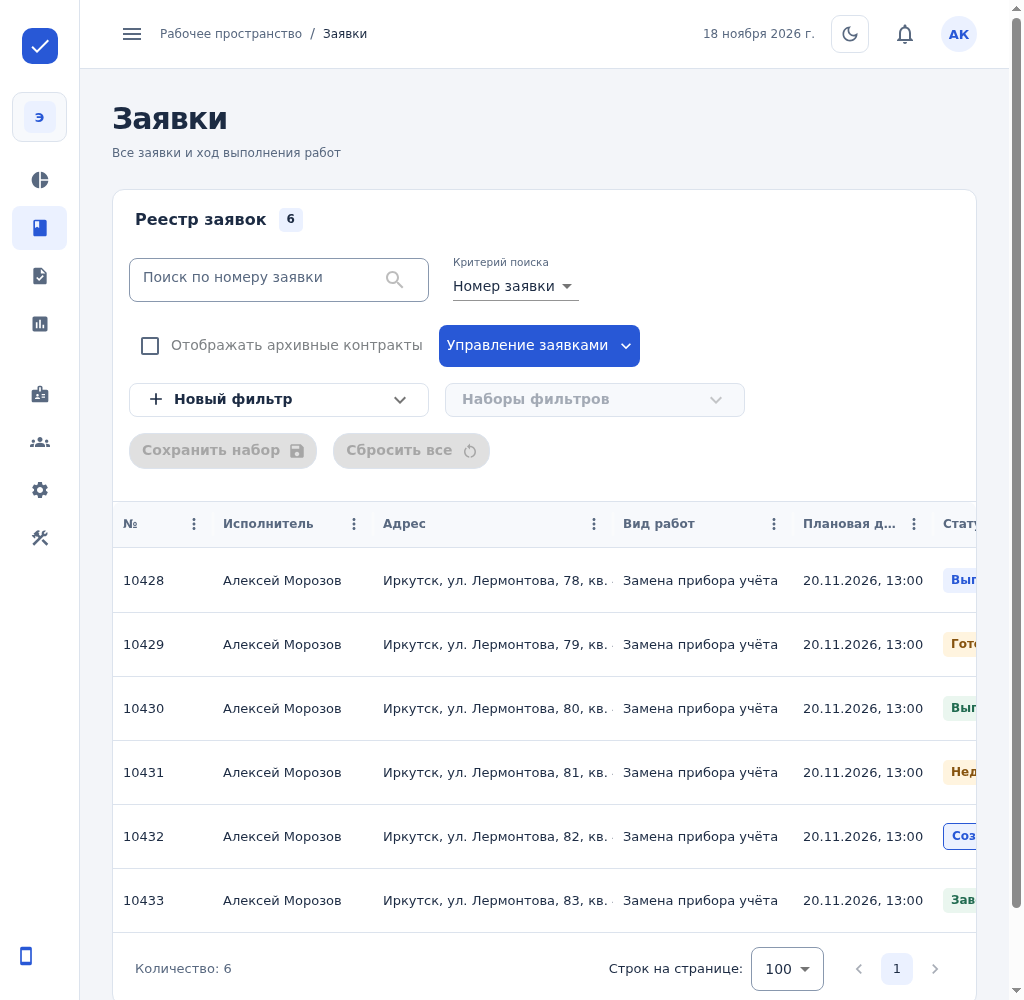 Рабочее пространство / Заявки
18 ноября 2026 г.
АК
Э
Заявки
Все заявки и ход выполнения работ
Реестр заявок 6
Поиск по номеру заявки
Критерий поиска
Номер заявки
Отображать архивные контракты
Управление заявками
Новый фильтр
Наборы фильтров
Сохранить набор
Сбросить все
№ Исполнитель Адрес Вид работ Плановая д... Стату
10428 Алексей Морозов Иркутск, ул. Лермонтова, 78, кв. Замена прибора учёта 20.11.2026, 13:00
10429 Алексей Морозов Иркутск, ул. Лермонтова, 79, кв. Замена прибора учёта 20.11.2026, 13:00 Гото
10430 Алексей Морозов Иркутск, ул. Лермонтова, 80, кв. Замена прибора учёта 20.11.2026, 13:00
10431 Алексей Морозов Иркутск, ул. Лермонтова, 81, кв. Замена прибора учёта 20.11.2026, 13:00 Нед
10432 Алексей Морозов Иркутск, ул. Лермонтова, 82, кв. Замена прибора учёта 20.11.2026, 13:00 Соз
10433 Алексей Морозов Иркутск, ул. Лермонтова, 83, кв. Замена прибора учёта 20.11.2026, 13:00 Зав
Количество: 6
Строк на странице: 100
1